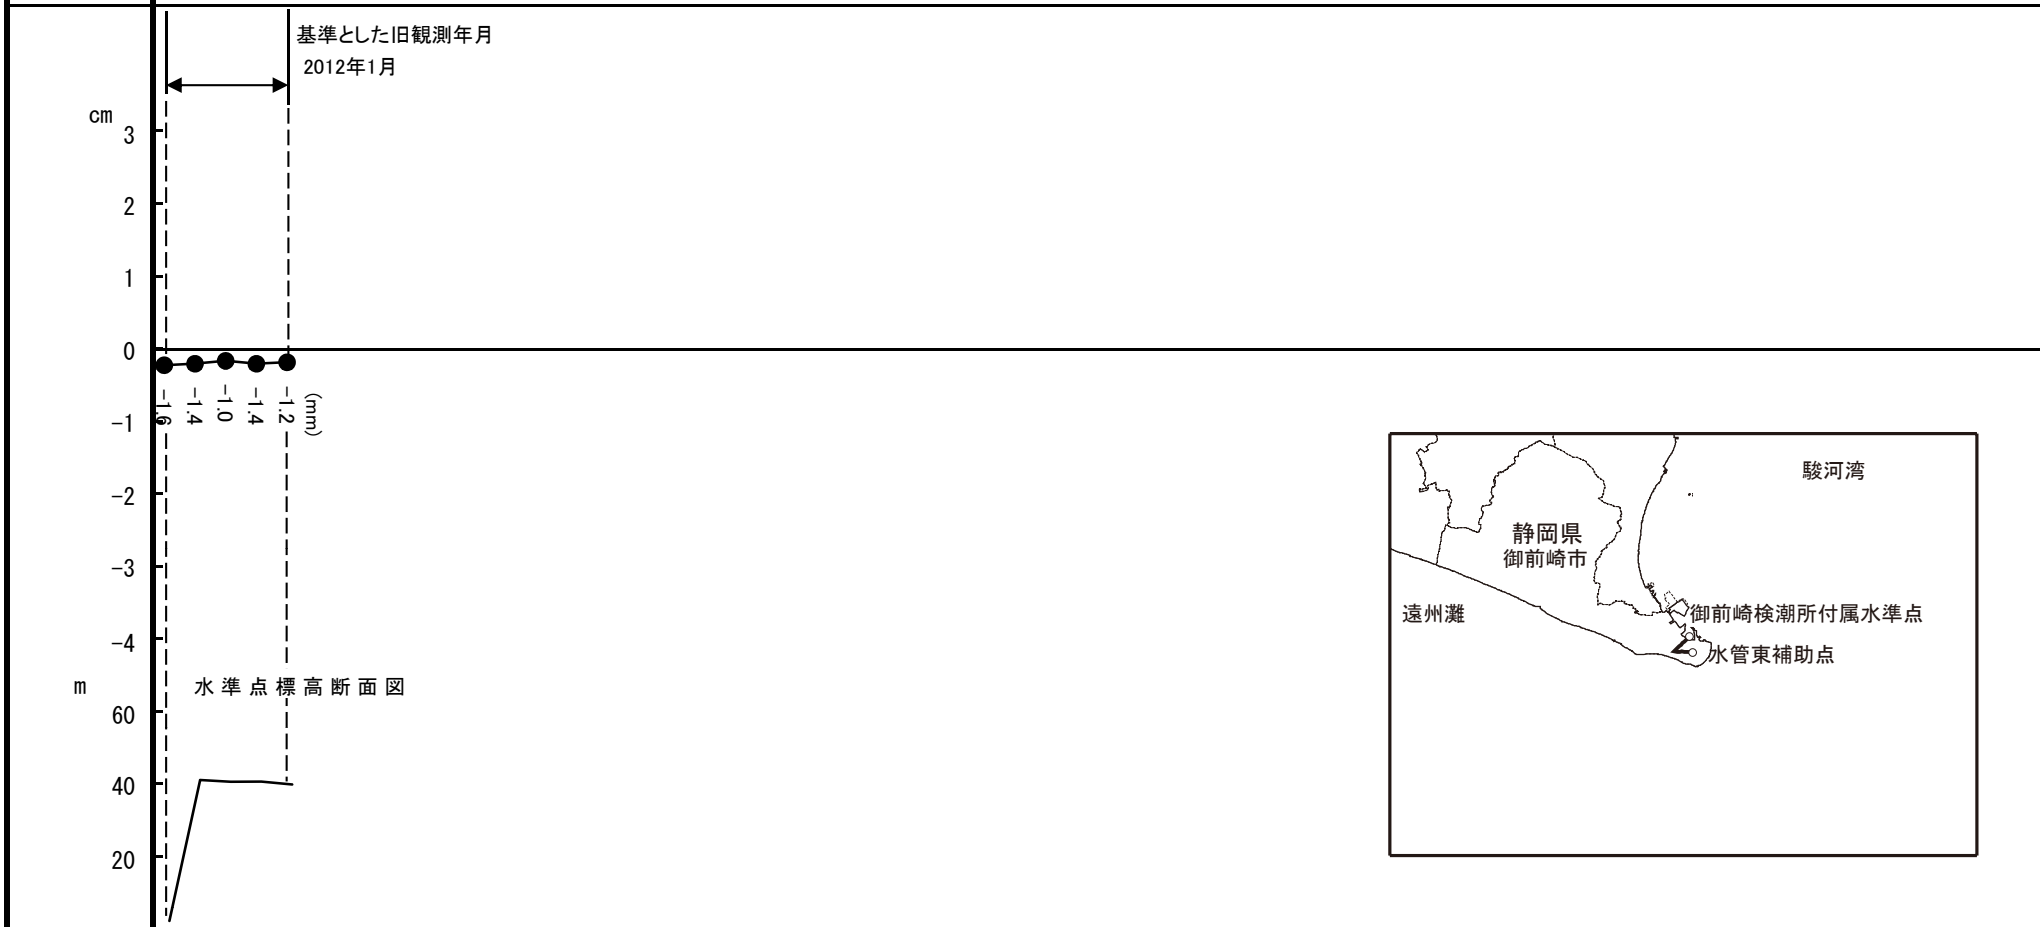 基準とした旧観測年月
2012年1月
cm
3
2
1
0
-1.6
-1.4
-1.0
-1.4
-1.2
(mm)
-1
-2
-3
-4
m
水準点標高断面図
60
40
20
駿河湾
静岡県
御前崎市
遠州灘
御前崎検潮所付属水準点
水管東補助点